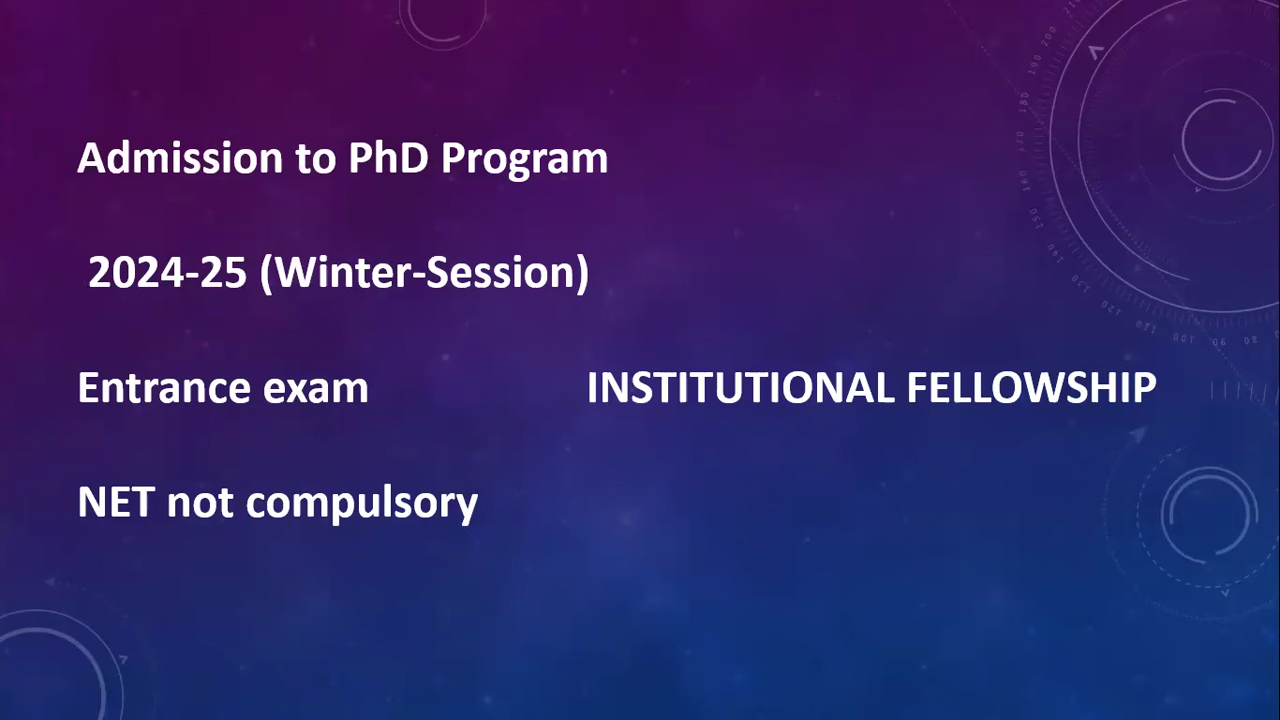 Admission to PhD Program
2024-25 (Winter-Session)
Entrance exam INSTITUTIONAL FELLOWSHIP
NET not compulsory